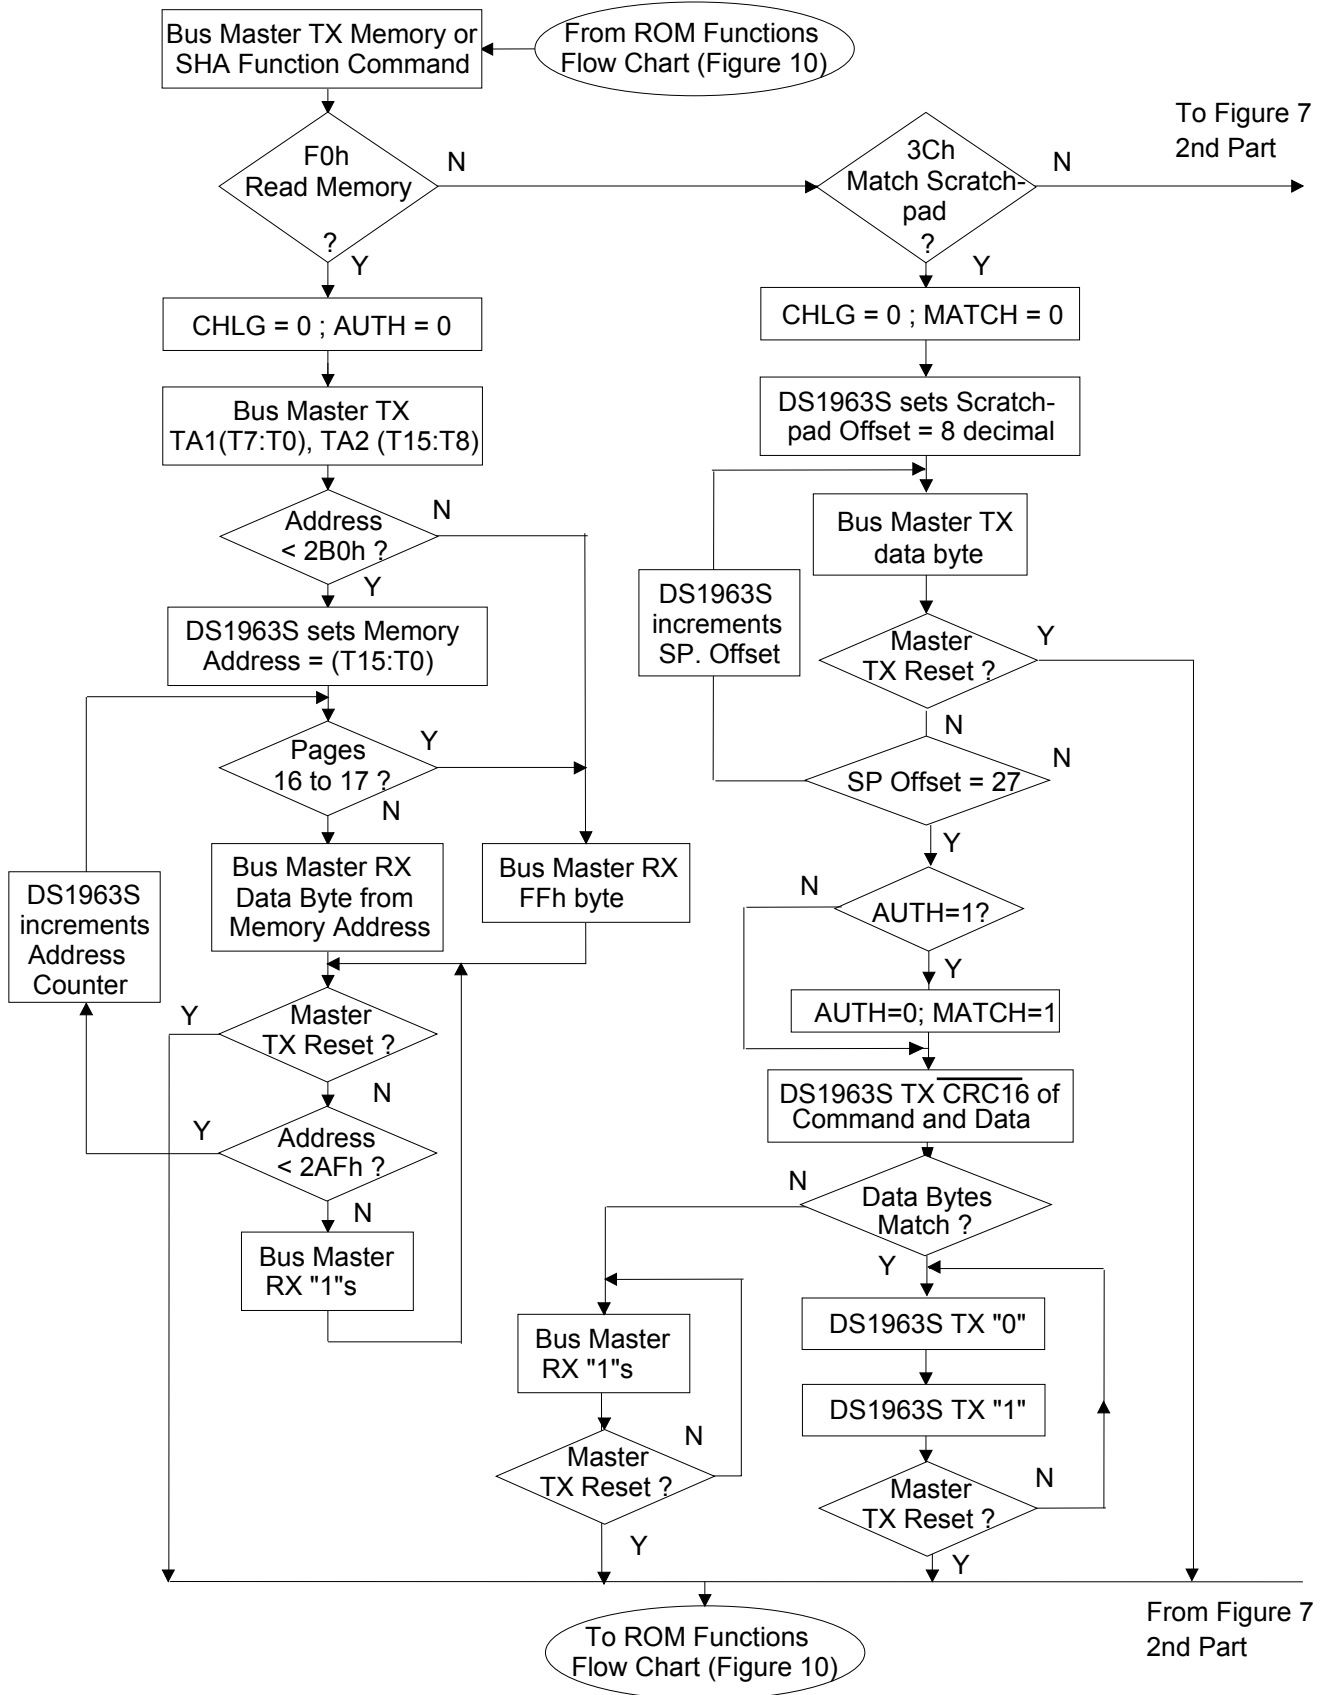 Bus Master TX Memory or
SHA Function Command
From ROM Functions
Flow Chart (Figure 10)
To Figure 7
2nd Part
F0h
Read Memory
?
N
Y
3Ch
Match Scratch-
pad
?
N
Y
CHLG = 0 ; AUTH = 0
Bus Master TX
TA1(T7:T0), TA2 (T15:T8)
Address
< 2B0h ?
N
Y
DS1963S sets Memory
Address = (T15:T0)
Pages
16 to 17 ?
Y
N
Bus Master RX
Data Byte from
Memory Address
Bus Master RX
FFh byte
DS1963S
increments
Address
Counter
Master
TX Reset ?
Y
N
Address
< 2AFh ?
Y
N
Bus Master
RX "1"s
CHLG = 0 ; MATCH = 0
DS1963S sets Scratch-
pad Offset = 8 decimal
Bus Master TX
data byte
DS1963S
increments
SP. Offset
Master
TX Reset ?
Y
N
SP Offset = 27
N
Y
AUTH=1?
N
Y
AUTH=0; MATCH=1
DS1963S TX CRC16 of
Command and Data
Data Bytes
Match ?
N
Y
Bus Master
RX "1"s
Master
TX Reset ?
N
Y
DS1963S TX "0"
DS1963S TX "1"
Master
TX Reset ?
N
Y
From Figure 7
2nd Part
To ROM Functions
Flow Chart (Figure 10)